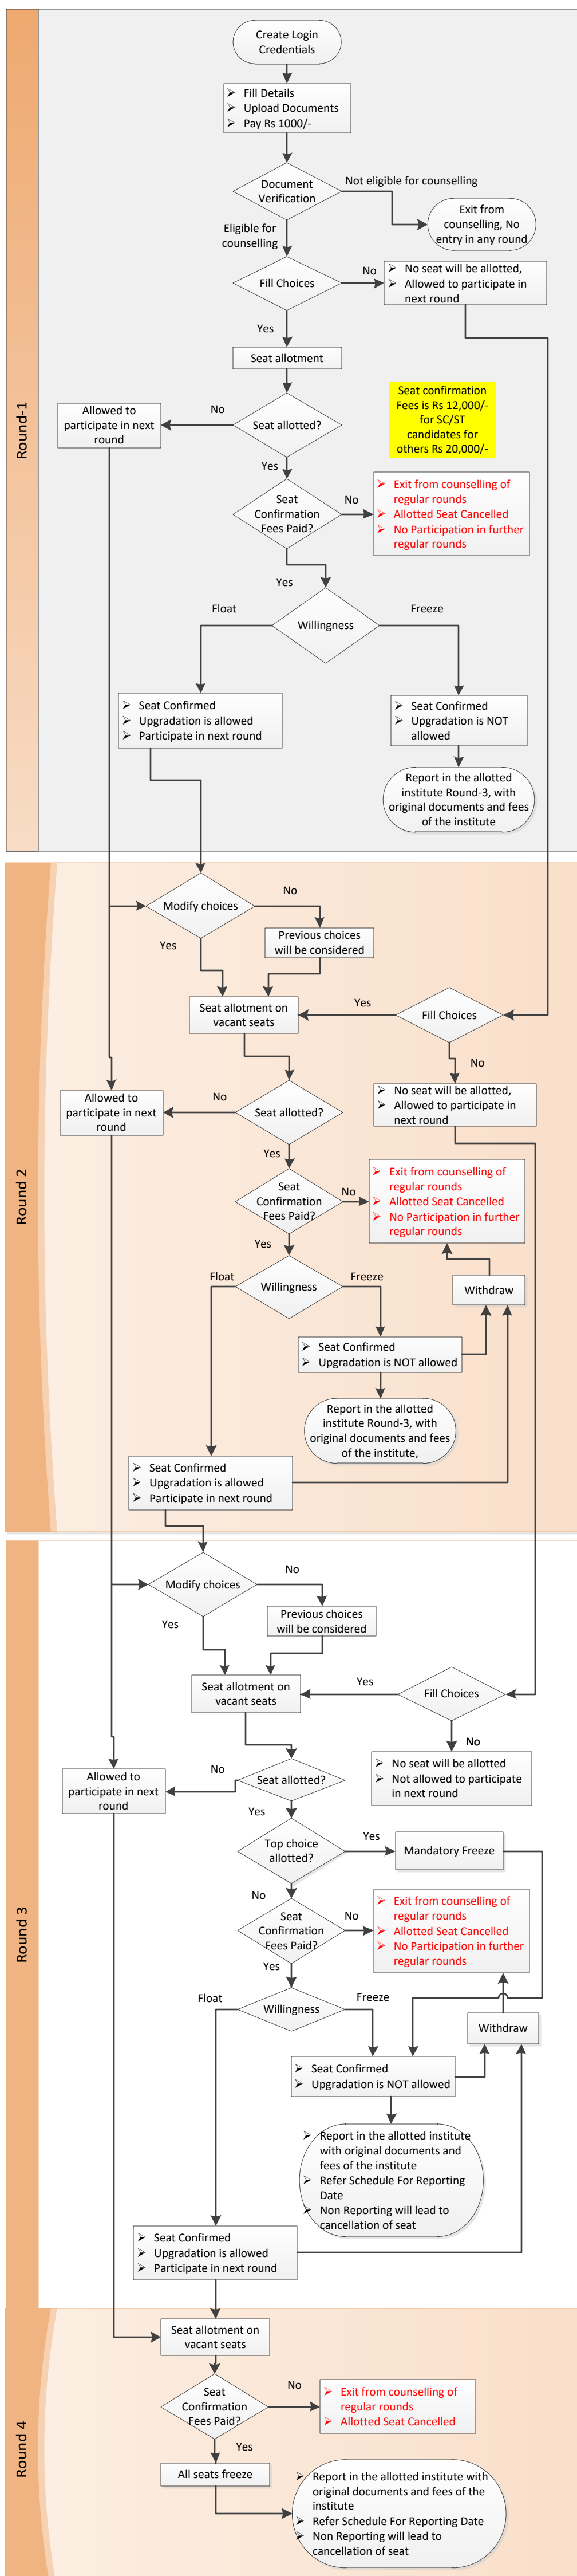 Round-1
Create Login
Credentials
➢ Fill Details
➢ Upload Documents
➢ Pay Rs 1000/-
Document
Verification
Not eligible for counselling
Exit from
counselling, No
entry in any round
Eligible for
counselling
Fill Choices
No
➢ No seat will be allotted,
➢ Allowed to participate in
next round
Yes
Seat allotment
Seat confirmation
Fees is Rs 12,000/-
for SC/ST
candidates for
others Rs 20,000/-
Allowed to
participate in next
round
No
Seat allotted?
Yes
Seat
Confirmation
Fees Paid?
No
➢ Exit from counselling of
regular rounds
➢ Allotted Seat Cancelled
➢ No Participation in further
regular rounds
Yes
Float
Willingness
Freeze
➢ Seat Confirmed
➢ Upgradation is allowed
➢ Participate in next round
➢ Seat Confirmed
➢ Upgradation is NOT
allowed
Report in the allotted
institute Round-3, with
original documents and fees
of the institute
Round 2
Modify choices
No
Yes
Previous choices
will be considered
Seat allotment on
vacant seats
Yes
Fill Choices
No
➢ No seat will be allotted,
➢ Allowed to participate in
next round
Allowed to
participate in next
round
No
Seat allotted?
Yes
Seat
Confirmation
Fees Paid?
No
➢ Exit from counselling of
regular rounds
➢ Allotted Seat Cancelled
➢ No Participation in further
regular rounds
Yes
Float
Willingness
Freeze
Withdraw
➢ Seat Confirmed
➢ Upgradation is NOT allowed
Report in the allotted
institute Round-3, with
original documents and fees
of the institute,
➢ Seat Confirmed
➢ Upgradation is allowed
➢ Participate in next round
Round 3
Modify choices
No
Yes
Previous choices
will be considered
Seat allotment on
vacant seats
Yes
Fill Choices
No
➢ No seat will be allotted
➢ Not allowed to participate
in next round
Allowed to
participate in next
round
No
Seat allotted?
Yes
Top choice
allotted?
Yes
Mandatory Freeze
No
Seat
Confirmation
Fees Paid?
No
➢ Exit from counselling of
regular rounds
➢ Allotted Seat Cancelled
➢ No Participation in further
regular rounds
Yes
Float
Willingness
Freeze
Withdraw
➢ Seat Confirmed
➢ Upgradation is NOT allowed
➢ Report in the allotted institute
with original documents and
fees of the institute
➢ Refer Schedule For Reporting
Date
➢ Non Reporting will lead to
cancellation of seat
➢ Seat Confirmed
➢ Upgradation is allowed
➢ Participate in next round
Round 4
Seat allotment on
vacant seats
Seat
Confirmation
Fees Paid?
No
➢ Exit from counselling of
regular rounds
➢ Allotted Seat Cancelled
Yes
All seats freeze
➢ Report in the allotted institute with
original documents and fees of the
institute
➢ Refer Schedule For Reporting Date
➢ Non Reporting will lead to
cancellation of seat